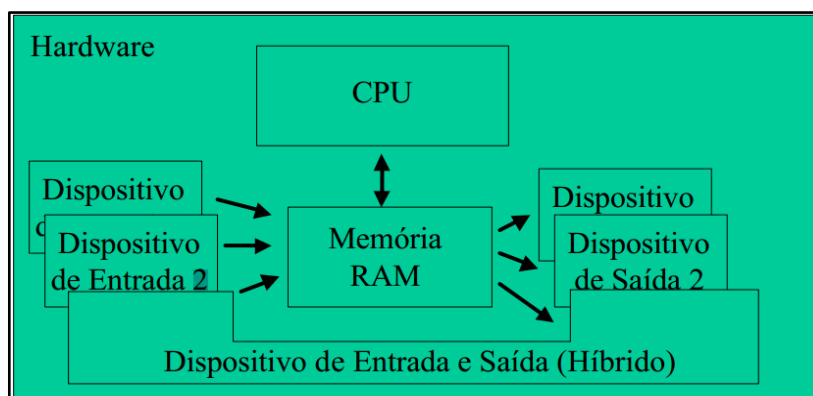 Hardware
CPU
Dispositivo
Dispositivo
de Entrada 2
Memória
RAM
Dispositivo
Dispositivo
de Saída 2
Dispositivo de Entrada e Saída (Híbrido)